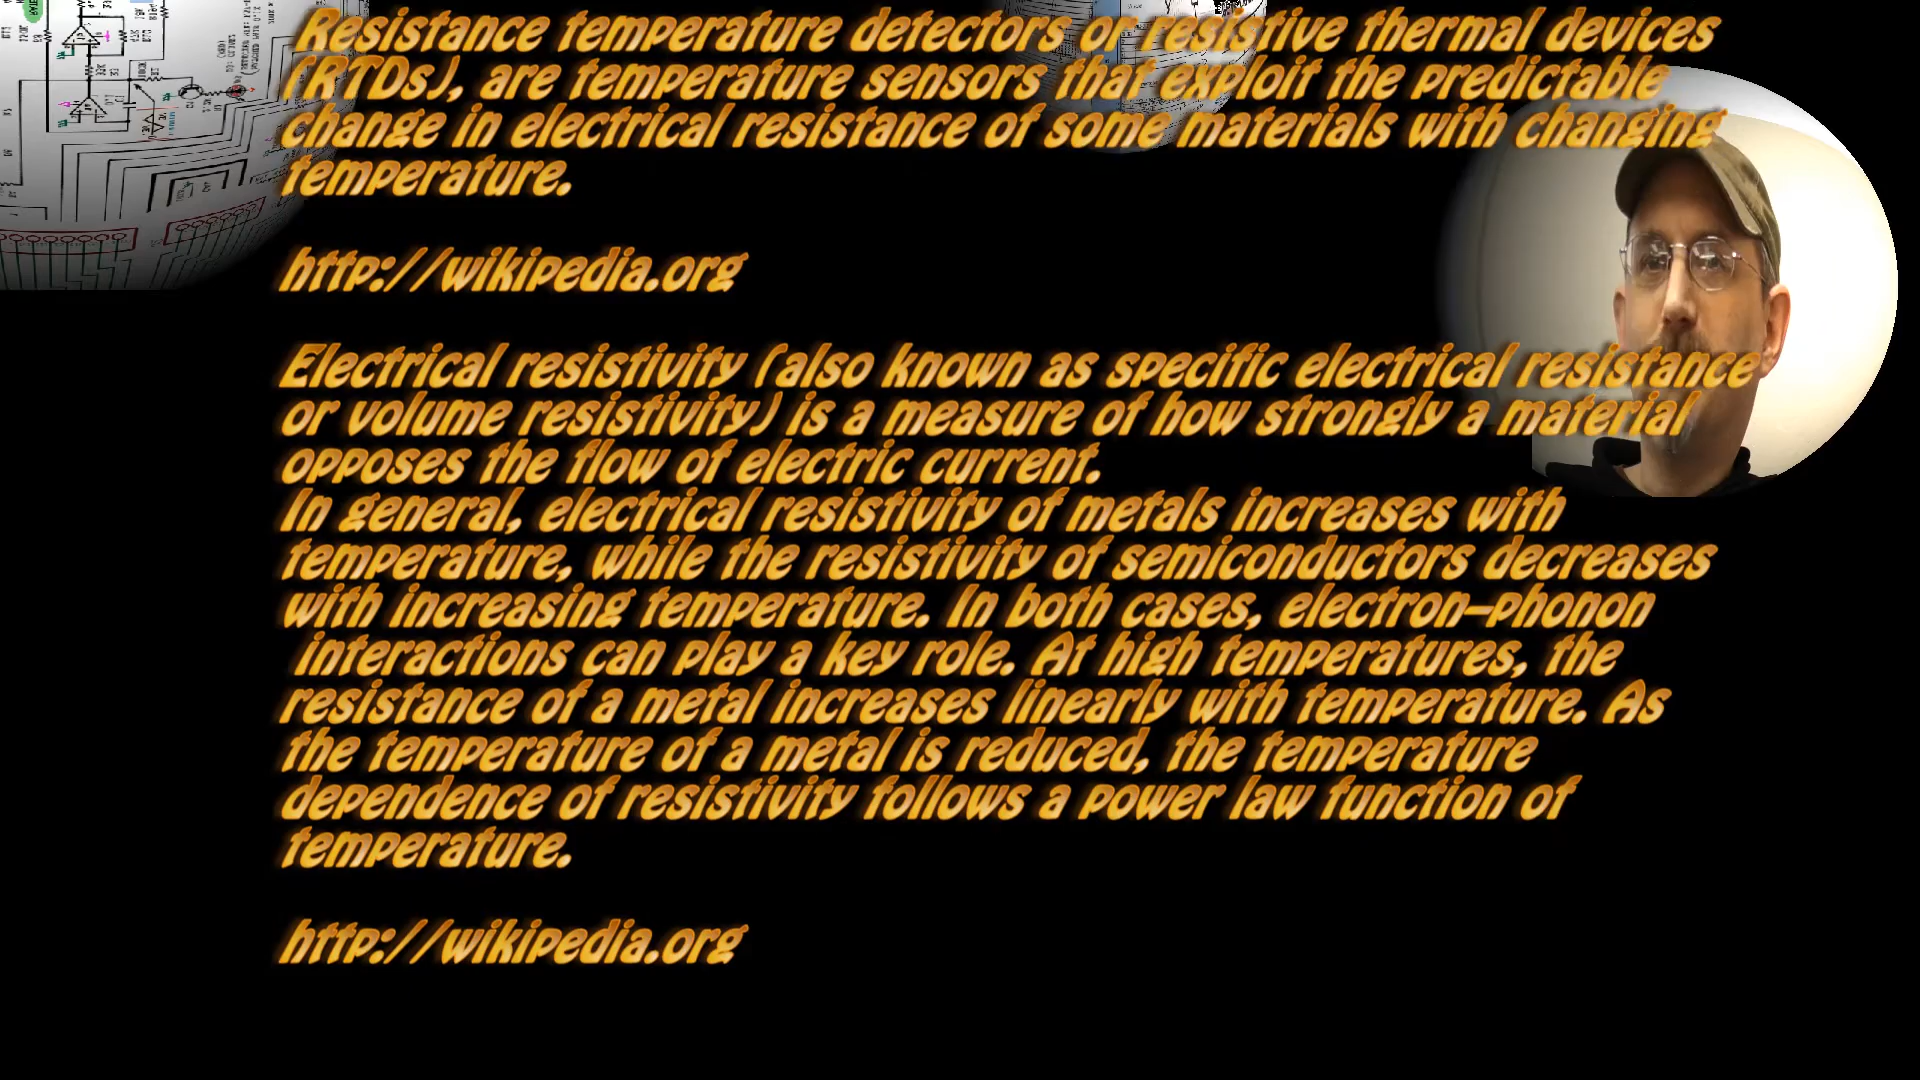 Resistance temperature detectors or resistive thermal devices
(RTDs), are temperature sensors that exploit the predictable
change in electrical resistance of some materials with changing
temperature.
http://wikipedia.org
Electrical resistivity (also known as specific electrical resistance
or volume resistivity) is a measure of how strongly a material
opposes the flow of electric current.
In general, electrical resistivity of metals increases with
temperature, while the resistivity of semiconductors decreases
with increasing temperature. In both cases, electron–phonon
interactions can play a key role. At high temperatures, the
resistance of a metal increases linearly with temperature. As
the temperature of a metal is reduced, the temperature
dependence of resistivity follows a power law function of
temperature.
http://wikipedia.org